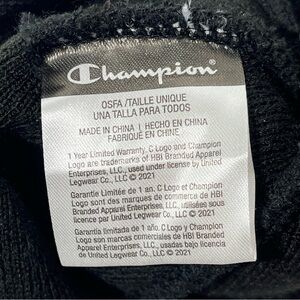 Champion
OSFA/TAILLE UNIQUE
UNA TALLA PARA TODOS
MADE IN CHINA | HECHO EN CHINA
FABRIQUÉ EN CHINE
1 Year Limited Warranty. C Logo and Champion
Logo are trademarks of HBI Branded Apparel
Enterprises, LLC, used under license by United
Legwear Co., LLC © 2021
Garantie Limitée de 1 an. C Logo et Champion
Logo sont des marques de commerce de HBI
Branded Apparel Enterprises, LLC, utilisées sous
licence par United Legwear Co., LLC © 2021
Garantía limitada de 1 año. C Logo y Champion
Logo son marcas comerciales de HBI Branded
Apparel Enterprises, LLC, usadas bajo licencia
de United Legwear Co., LLC © 2021